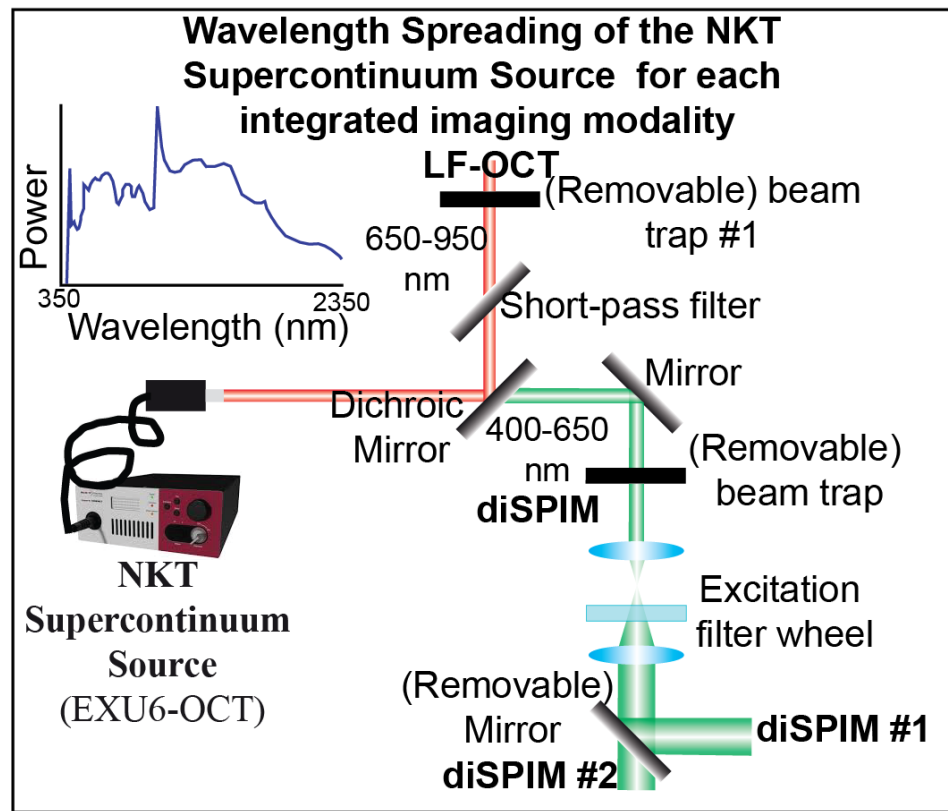 Wavelength Spreading of the NKT
Supercontinuum Source for each
integrated imaging modality
LF-OCT
(Removable) beam
trap #1
650-950
nm
Short-pass filter
Power
350
2350
Wavelength (nm)
Mirror
Dichroic
Mirror
400-650
nm
(Removable)
beam trap
diSPIM
NKT
Supercontinuum
Source
(EXU6-OCT)
Excitation
filter wheel
(Removable)
Mirror
diSPIM #1
diSPIM #2